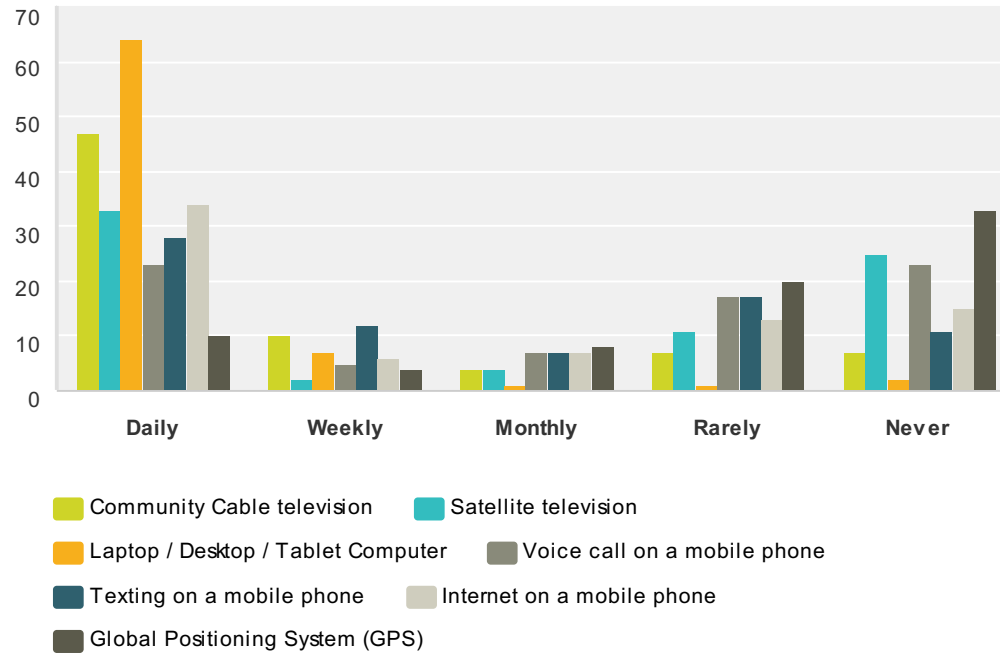 70
60
50
40
30
20
10
0
Daily Weekly Monthly Rarely Never
Community Cable television Satellite television
Laptop / Desktop / Tablet Computer Voice call on a mobile phone
Texting on a mobile phone Internet on a mobile phone
Global Positioning System (GPS)